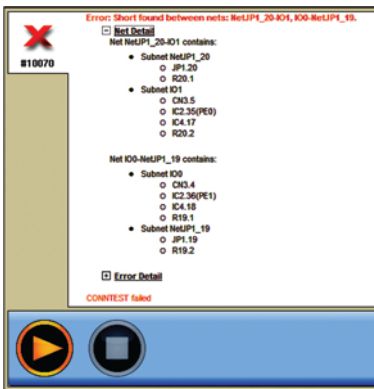 Error: Short found between nets: NetJP1_20-IO1, IO0-NetJP1_19.
#10070
Net Detail
Net NetJP1_20-IO1 contains:
Subnet NetJP1_20
JP1.20
R20.1
Subnet IO1
CN3.5
IC2.35(PE0)
IC4.17
R20.2
Net IO0-NetJP1_19 contains:
Subnet IO0
CN3.4
IC2.36(PE1)
IC4.18
R19.1
Subnet NetJP1_19
JP1.19
R19.2
Error Detail
CONNTEST failed